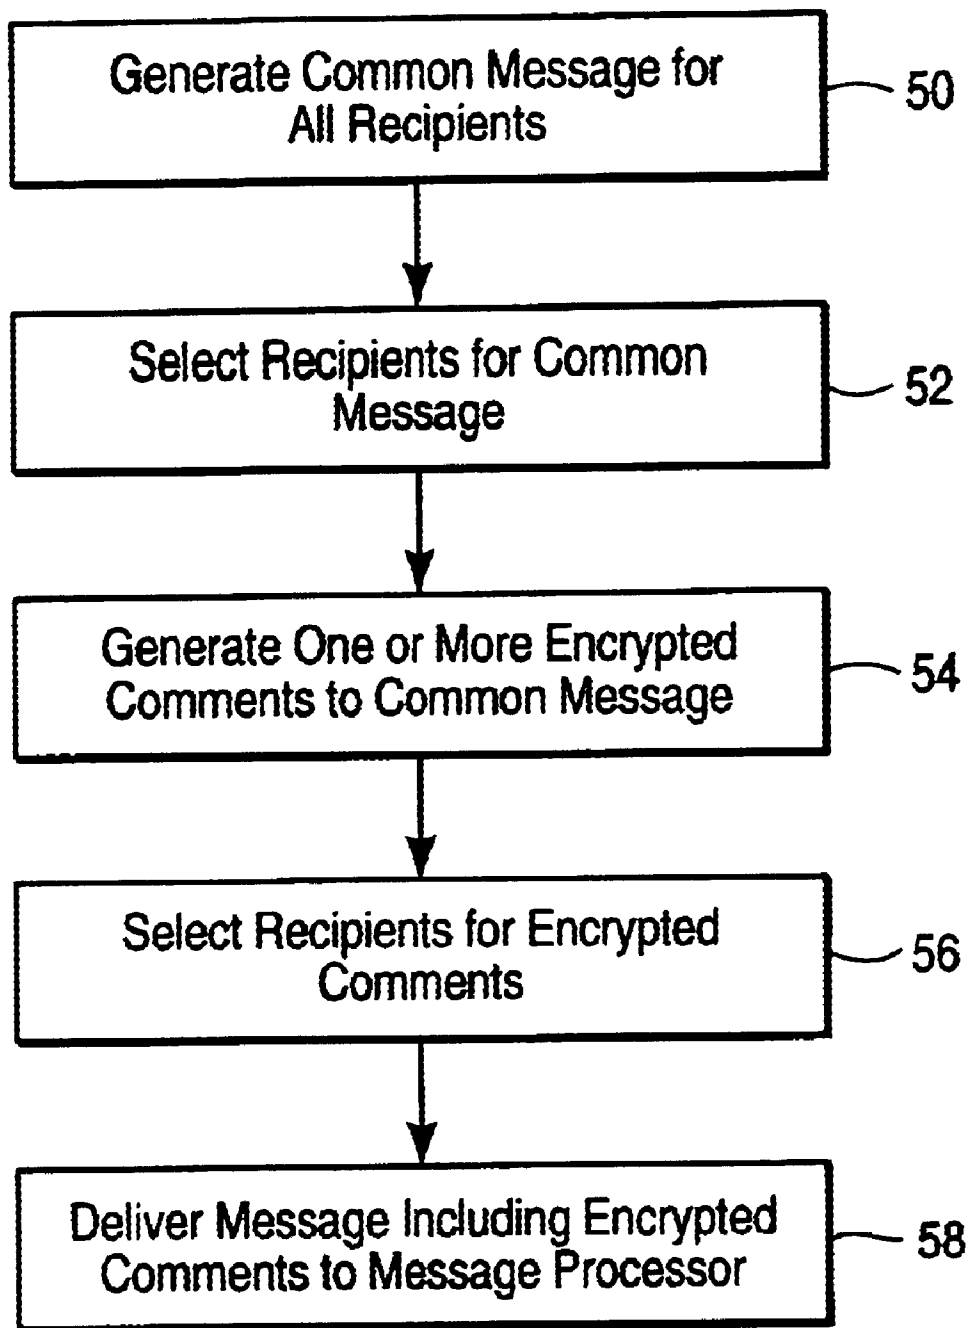 Generate Common Message for
All Recipients
50
Select Recipients for Common
Message
52
Generate One or More Encrypted
Comments to Common Message
54
Select Recipients for Encrypted
Comments
56
Deliver Message Including Encrypted
Comments to Message Processor
58